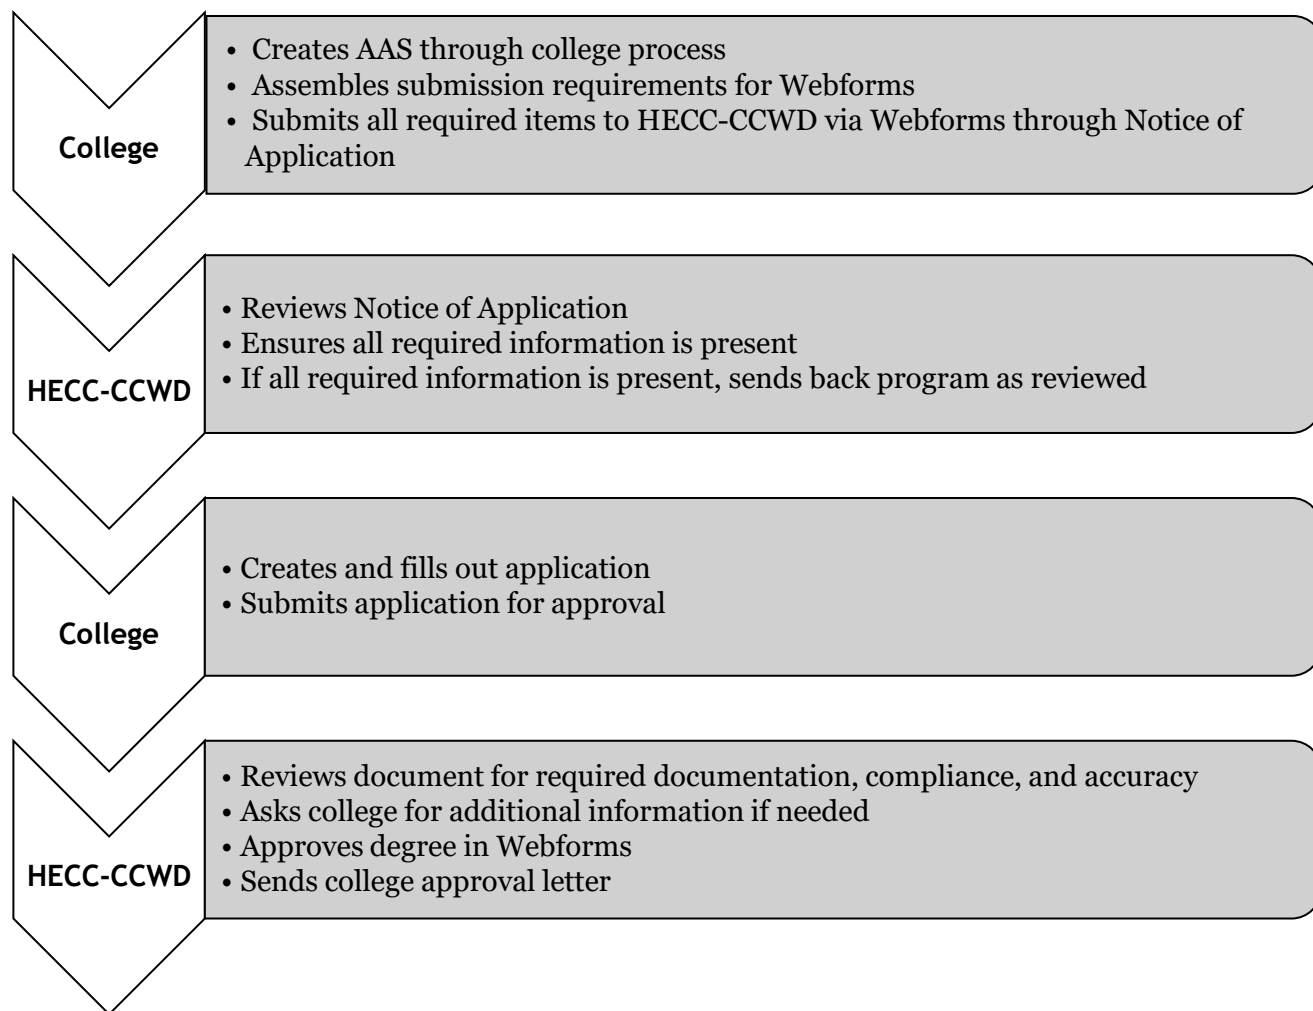 College
• Creates AAS through college process
• Assembles submission requirements for Webforms
• Submits all required items to HECC-CCWD via Webforms through Notice of
Application
HECC-CCWD
• Reviews Notice of Application
• Ensures all required information is present
• If all required information is present, sends back program as reviewed
College
• Creates and fills out application
• Submits application for approval
HECC-CCWD
• Reviews document for required documentation, compliance, and accuracy
• Asks college for additional information if needed
• Approves degree in Webforms
• Sends college approval letter